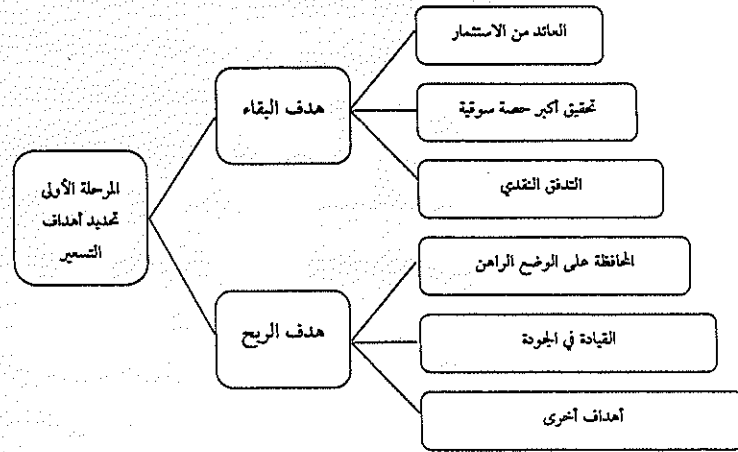 المرحلة الأولى
تحديد أهداف
التسعير
هدف البقاء
العائد من الاستثمار
تحقيق أكبر حصة سوقية
التدفق النقدي
هدف الربح
المحافظة على الوضع الراهن
القيادة في الجودة
أهداف أخرى